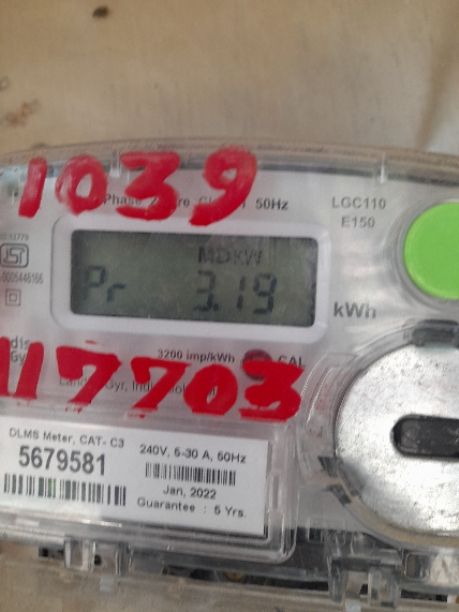 1039
Phase 50Hz
LGC110
E150
ISI
MDKW
Pr 3.19
kWh
3200 imp/kWh CAL
17703
DLMS Meter, CAT- C3
5679581
240V, 5-30 A, 50Hz
Jan, 2022
Guarantee : 5 Yrs.